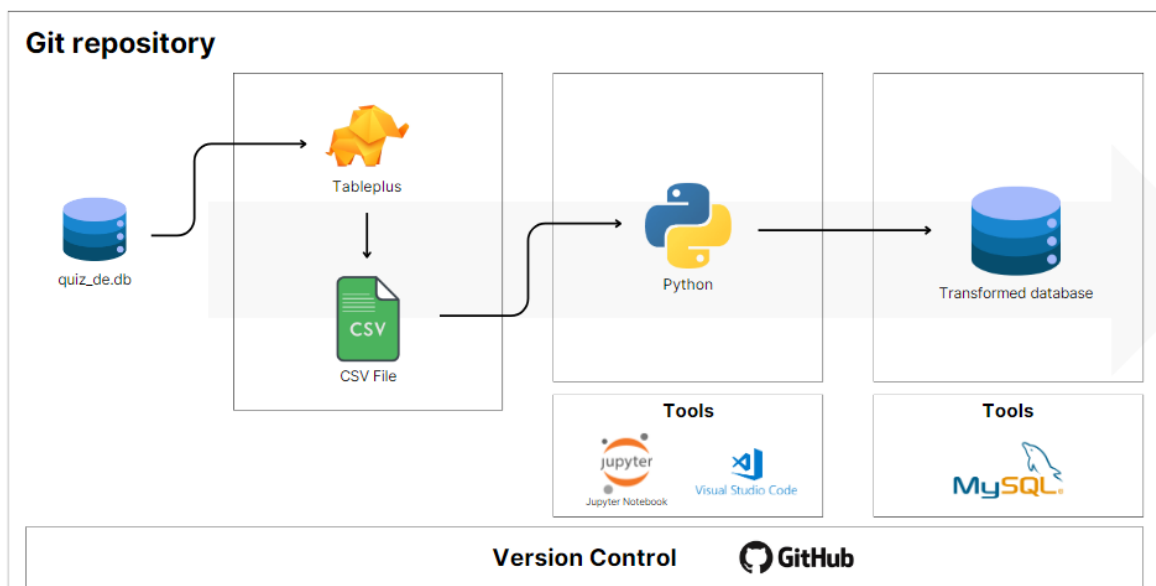 Git repository
Tableplus
quiz_de.db
CSV
CSV File
Python
Transformed database
Tools
jupyter
Jupyter Notebook
Visual Studio Code
Tools
MySQL®
Version Control
GitHub